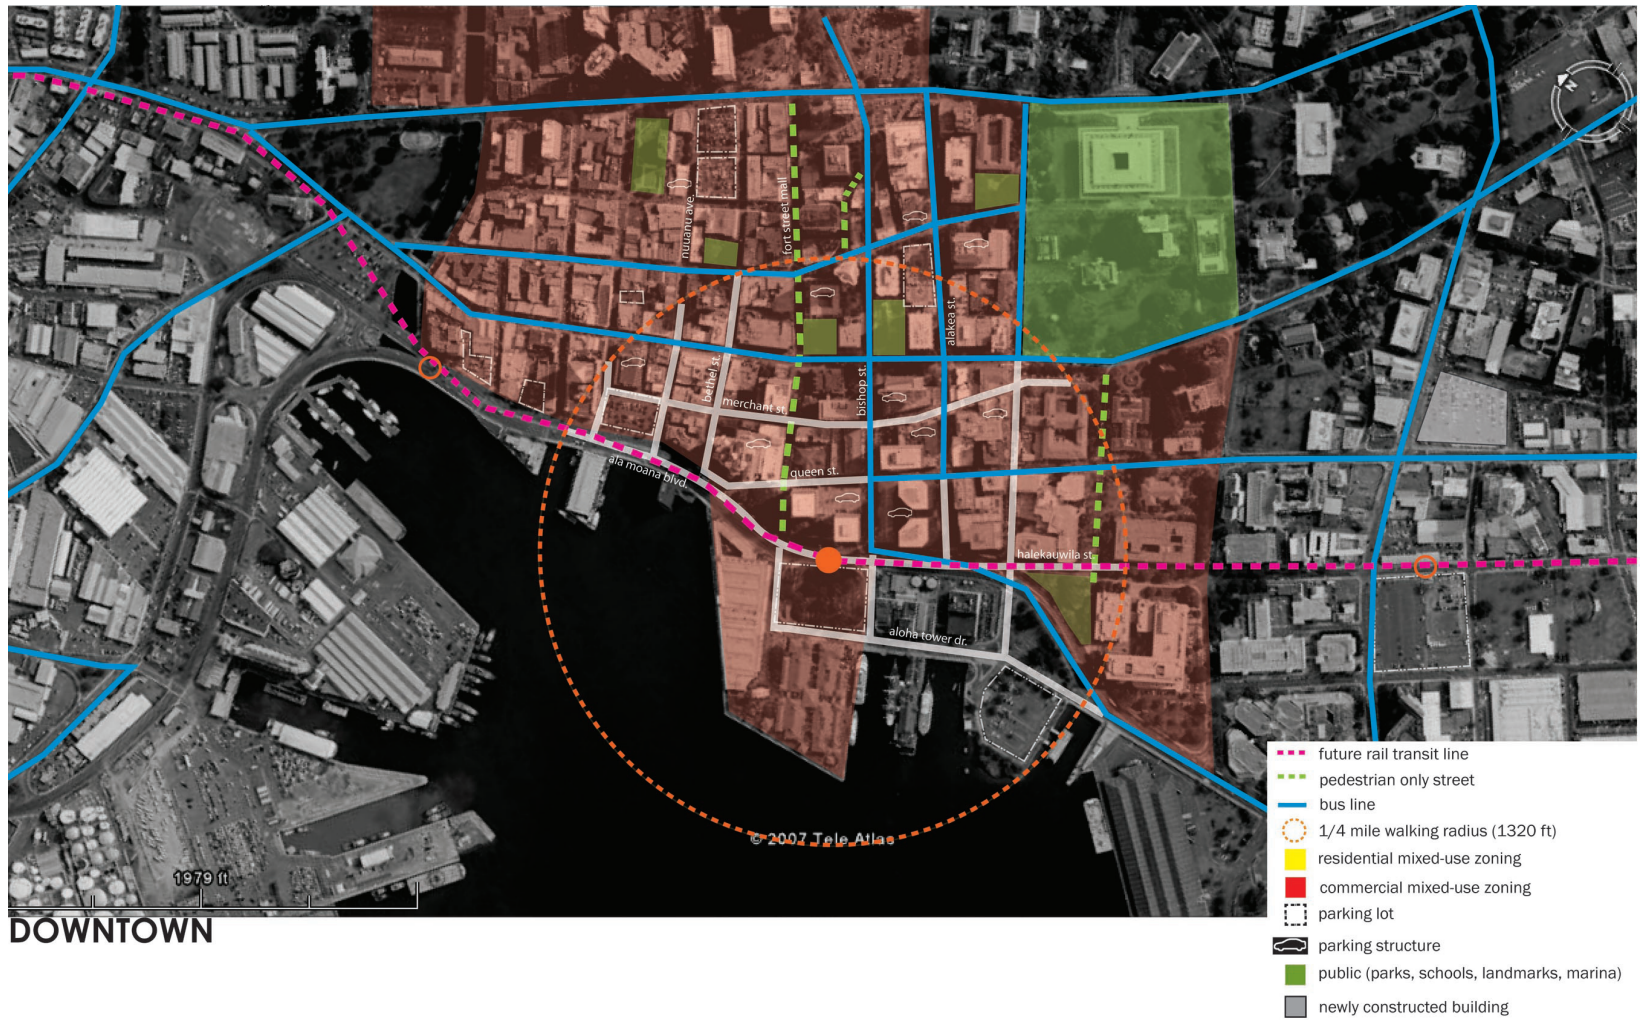 N
nuuanu ave.
fort street mall
alakea st.
bethel st.
bishop st.
merchant st.
queen st.
ala moana blvd.
halekauwila st.
aloha tower dr.
© 2007 Tele Atlas
1979 ft
DOWNTOWN
future rail transit line
pedestrian only street
bus line
1/4 mile walking radius (1320 ft)
residential mixed-use zoning
commercial mixed-use zoning
parking lot
parking structure
public (parks, schools, landmarks, marina)
newly constructed building